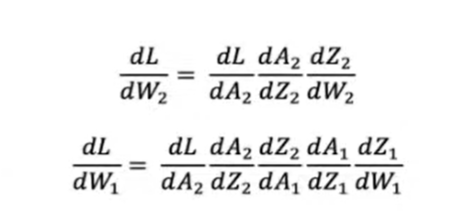 dL/dW₂ = dL/dA₂ dA₂/dZ₂ dZ₂/dW₂
dL/dW₁ = dL/dA₂ dA₂/dZ₂ dZ₂/dA₁ dA₁/dZ₁ dZ₁/dW₁